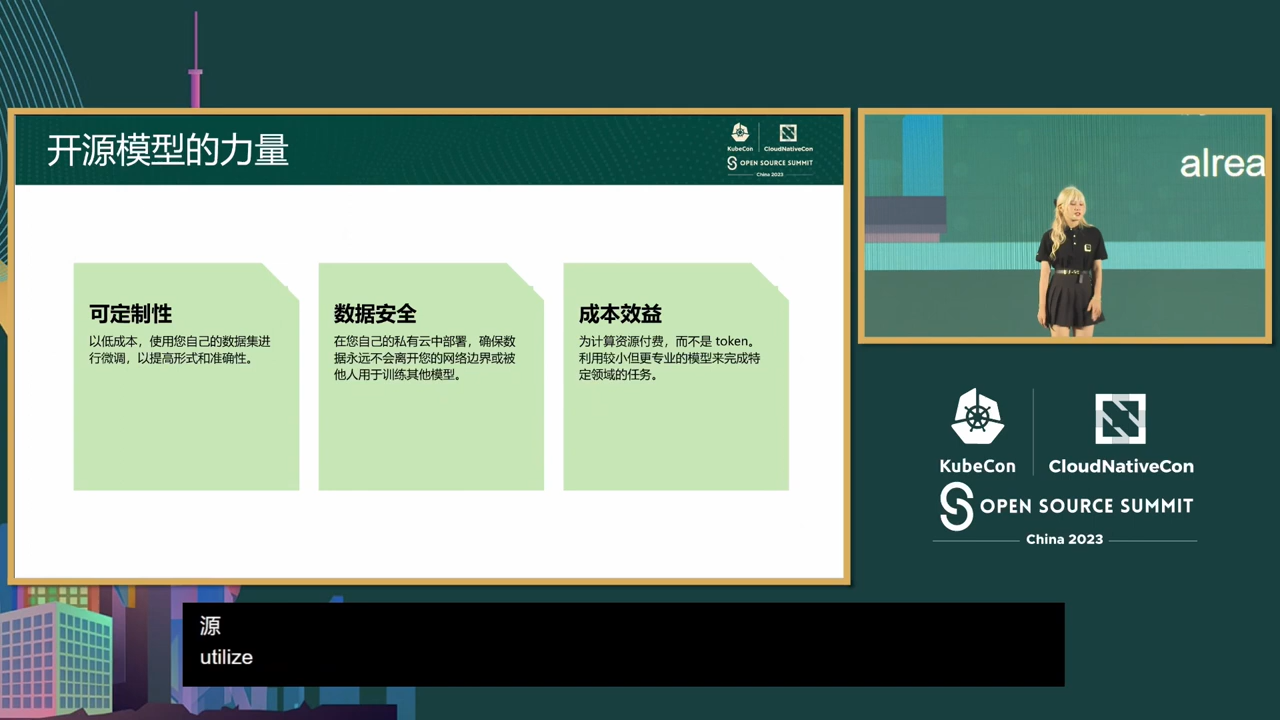 开源模型的力量
KubeCon
CloudNativeCon
OPEN SOURCE SUMMIT
China 2023
可定制性
以低成本，使用您自己的数据集进
行微调，以提高形式和准确性。
数据安全
在您自己的私有云中部署，确保数
据永远不会离开您的网络边界或被
他人用于训练其他模型。
成本效益
为计算资源付费，而不是 token。
利用较小但更专业的模型来完成特
定领域的任务。
alrea
KubeCon
CloudNativeCon
OPEN SOURCE SUMMIT
China 2023
源
utilize